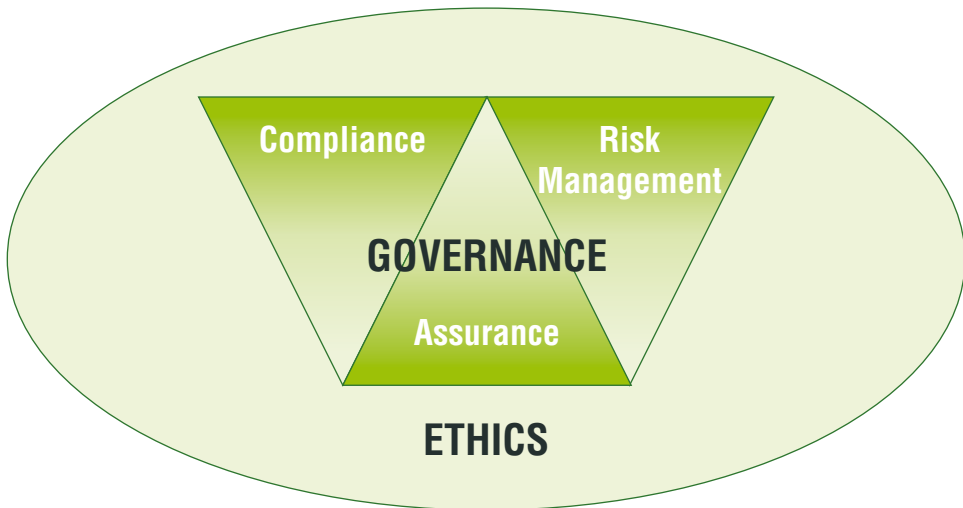 Compliance
Risk
Management
GOVERNANCE
Assurance
ETHICS